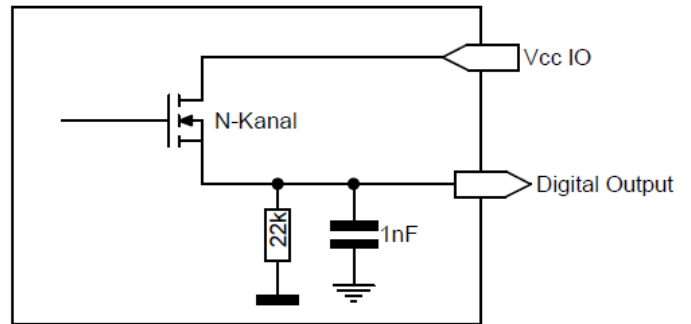 Vcc IO
N-Kanal
Digital Output
22k
1nF